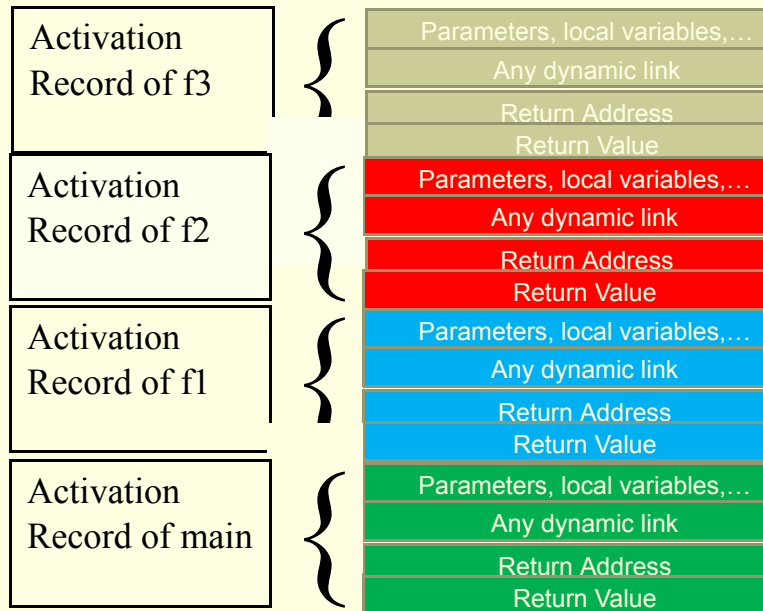 Activation
Record of f3
Parameters, local variables,…
Any dynamic link
Return Address
Return Value
Activation
Record of f2
Parameters, local variables,…
Any dynamic link
Return Address
Return Value
Activation
Record of f1
Parameters, local variables,…
Any dynamic link
Return Address
Return Value
Activation
Record of main
Parameters, local variables,…
Any dynamic link
Return Address
Return Value